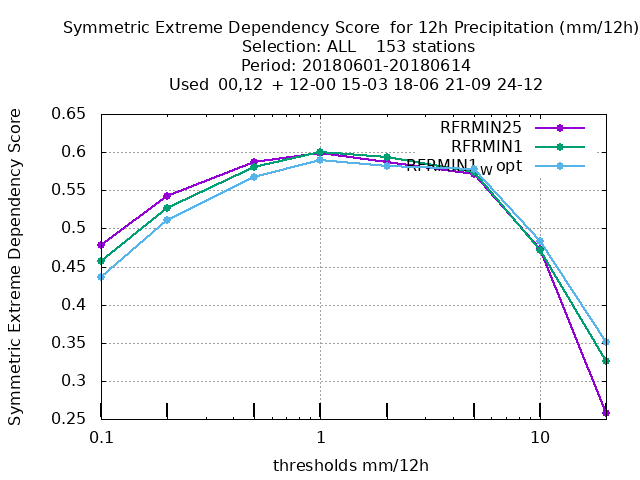 Symmetric Extreme Dependency Score  for 12h Precipitation (mm/12h)
Selection: ALL    153 stations
Period: 20180601-20180614
Used  00,12  + 12-00 15-03 18-06 21-09 24-12
Symmetric Extreme Dependency Score
0.65
0.6
0.55
0.5
0.45
0.4
0.35
0.3
0.25
RFRMIN25
RFRMIN1
RFRMIN1wopt
0.1
1
10
thresholds mm/12h